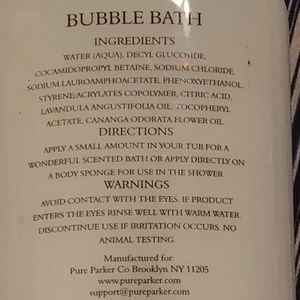 BUBBLE BATH
INGREDIENTS
WATER (AQUA), DECYL GLUCOSIDE,
COCAMIDOPROPYL BETAINE, SODIUM CHLORIDE,
SODIUM LAUROAMPHOACETATE, PHENOXYETHANOL,
STYRENE/ACRYLATES COPOLYMER, CITRIC ACID,
LAVANDULA ANGUSTIFOLIA OIL, TOCOPHERYL
ACETATE, CANANGA ODORATA FLOWER OIL.
DIRECTIONS
APPLY A SMALL AMOUNT IN YOUR TUB FOR A
WONDERFUL SCENTED BATH OR APPLY DIRECTLY ON
A BODY SPONGE FOR USE IN THE SHOWER.
WARNINGS
AVOID CONTACT WITH THE EYES. IF PRODUCT
ENTERS THE EYES RINSE WELL WITH WARM WATER.
DISCONTINUE USE IF IRRITATION OCCURS. NO
ANIMAL TESTING.
Manufactured for:
Pure Parker Co Brooklyn NY 11205
www.pureparker.com
support@pureparker.com